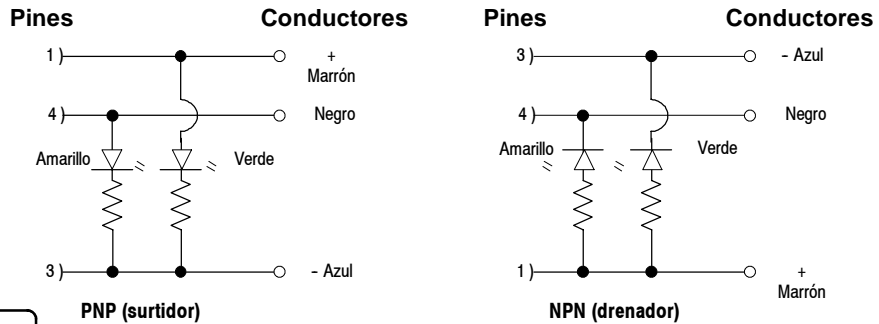 Pines Conductores
1 ) +
Marrón
4 ) Negro
Amarillo Verde
3 ) - Azul
PNP (surtidor)
Pines Conductores
3 ) - Azul
4 ) Negro
Amarillo Verde
1 ) +
Marrón
NPN (drenador)